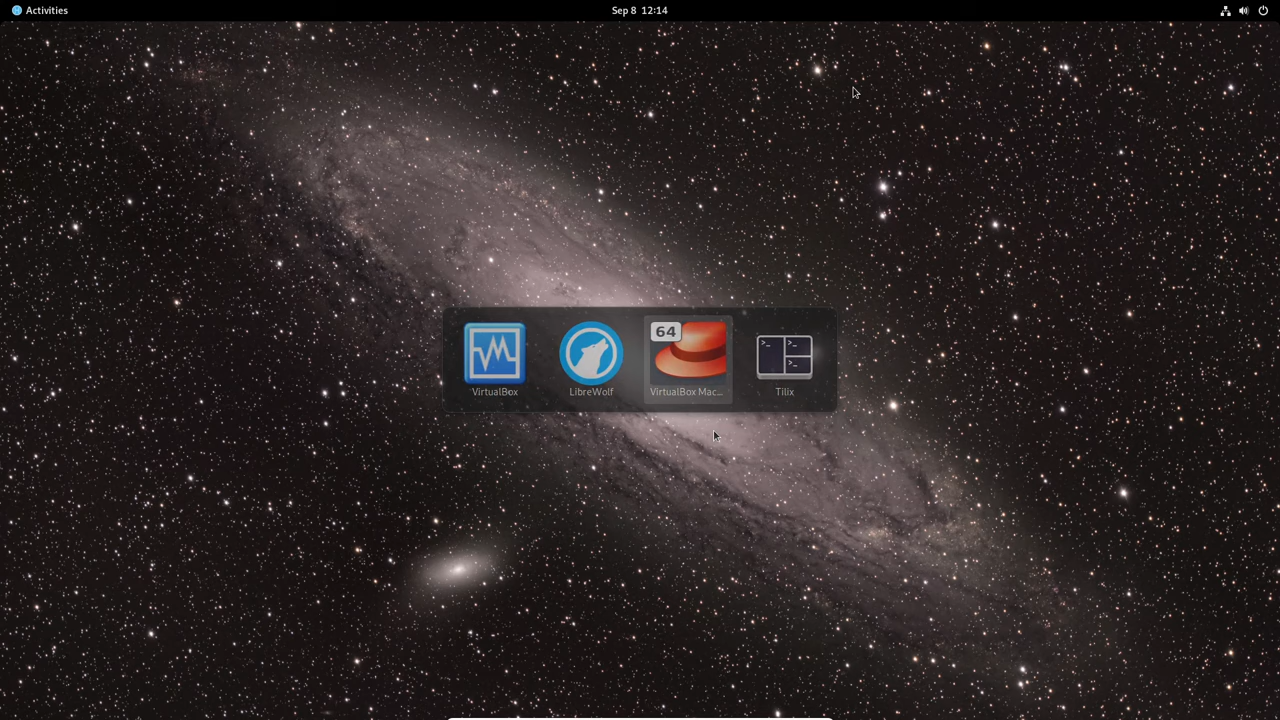 Activities
Sep 8 12:14
64
VirtualBox
LibreWolf
VirtualBox Mac...
Tilix